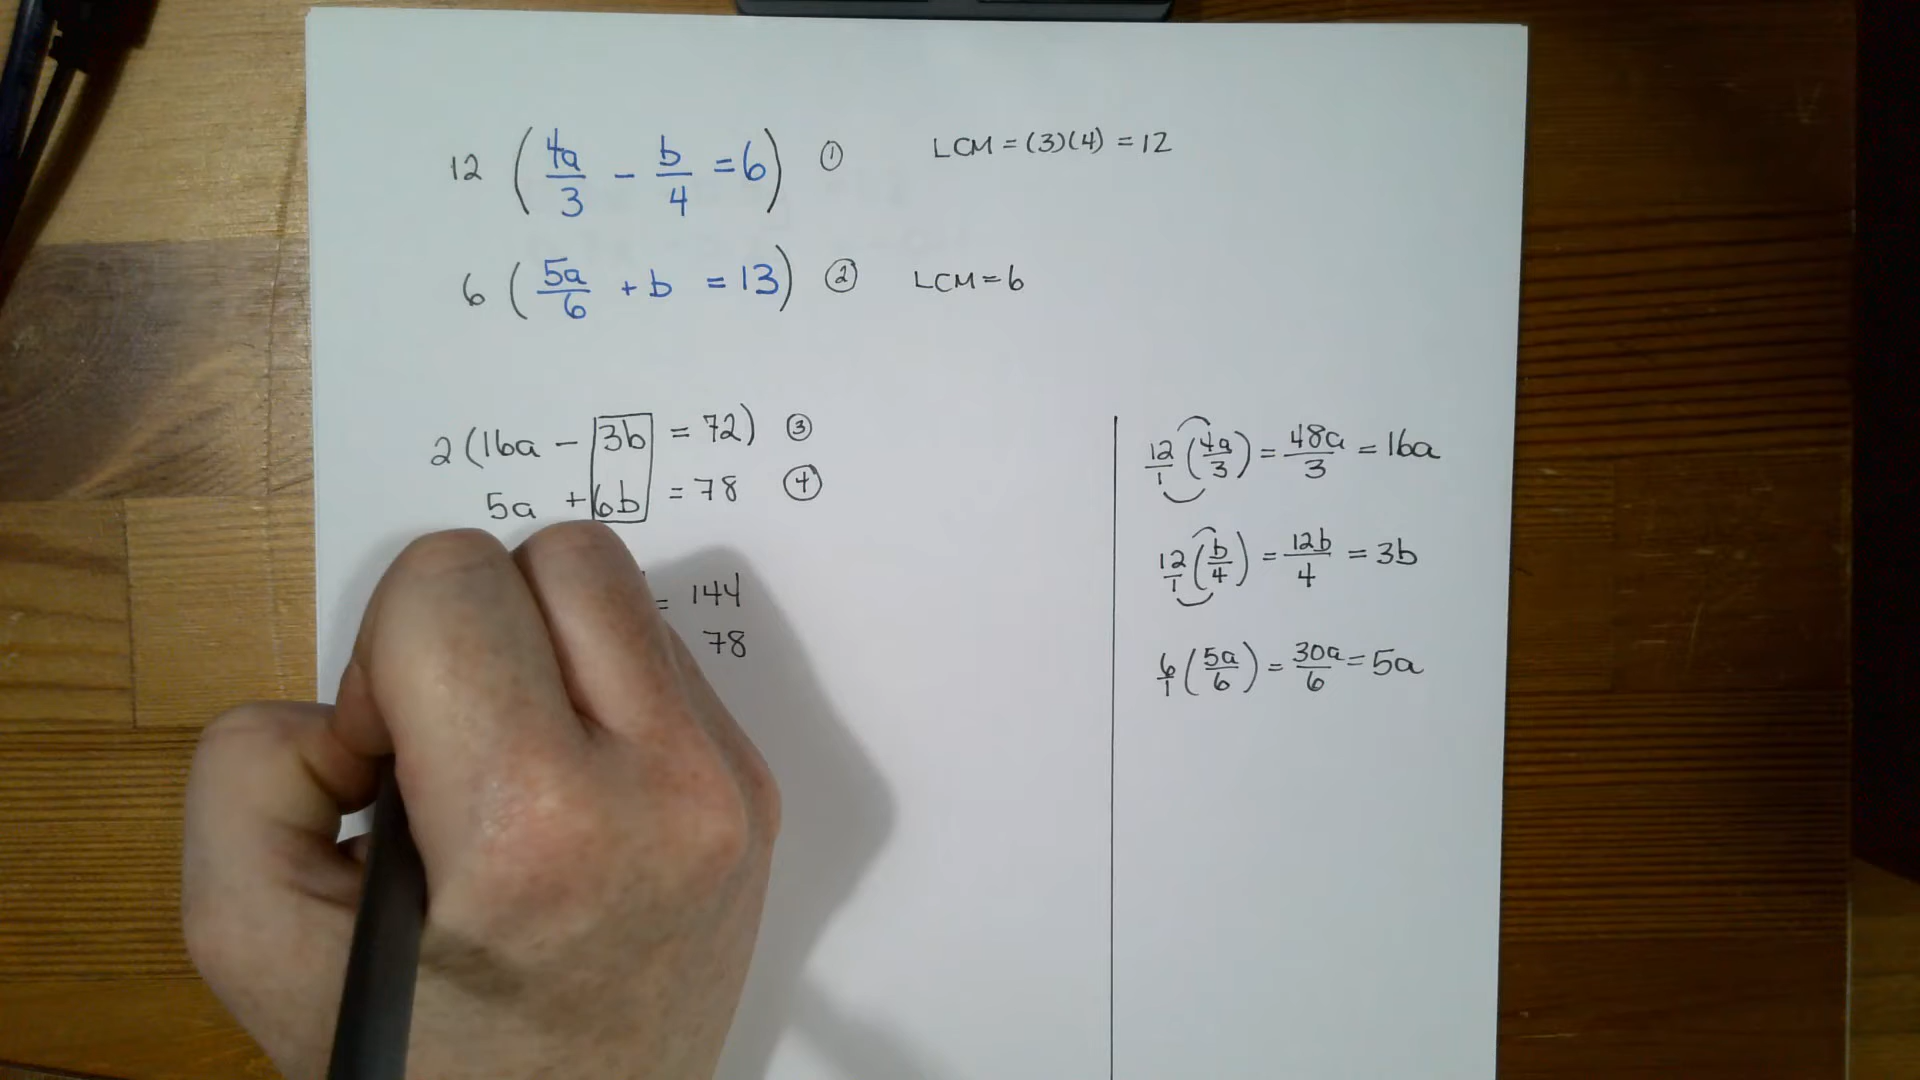 12 ( 4a/3 - b/4 = 6 ) ① LCM = (3)(4) = 12
6 ( 5a/6 + b = 13 ) ② LCM = 6
2 (16a - 3b = 72) ③
5a + 6b = 78 ④
= 144
78
12/1 ( 4a/3 ) = 48a/3 = 16a
12/1 ( b/4 ) = 12b/4 = 3b
6/1 ( 5a/6 ) = 30a/6 = 5a